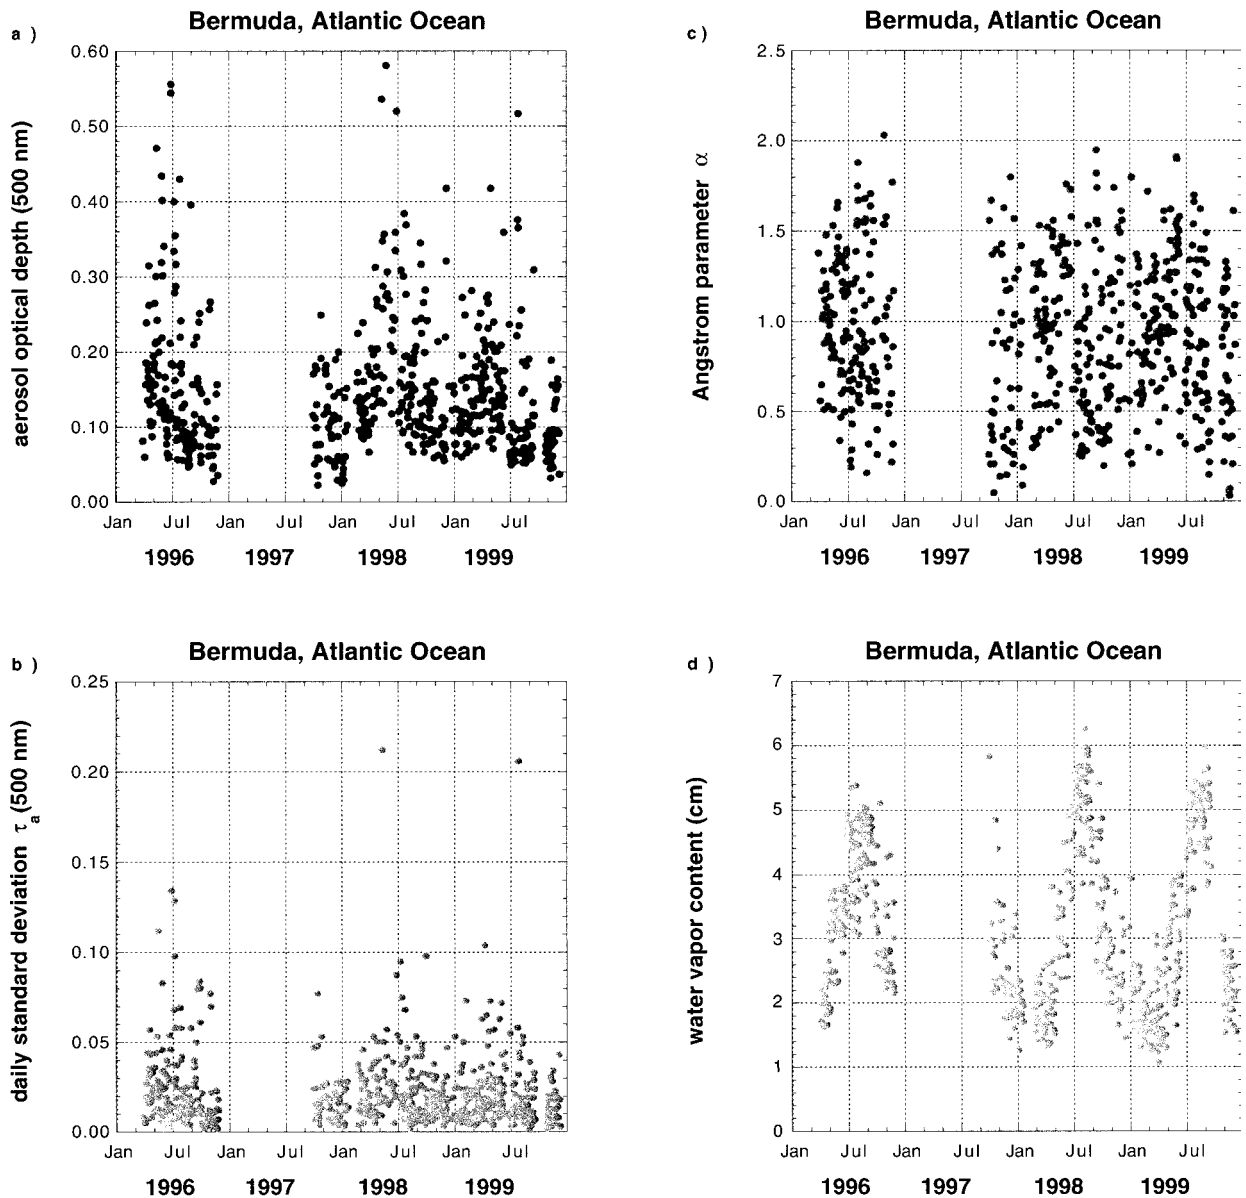 a )
Bermuda, Atlantic Ocean
aerosol optical depth (500 nm)
0.60
0.50
0.40
0.30
0.20
0.10
0.00
Jan Jul Jan Jul Jan Jul Jan Jul
1996 1997 1998 1999
c )
Bermuda, Atlantic Ocean
Angstrom parameter α
2.5
2.0
1.5
1.0
0.5
0.0
Jan Jul Jan Jul Jan Jul Jan Jul
1996 1997 1998 1999
b )
Bermuda, Atlantic Ocean
daily standard deviation τa (500 nm)
0.25
0.20
0.15
0.10
0.05
0.00
Jan Jul Jan Jul Jan Jul Jan Jul
1996 1997 1998 1999
d )
Bermuda, Atlantic Ocean
water vapor content (cm)
7
6
5
4
3
2
1
0
Jan Jul Jan Jul Jan Jul Jan Jul
1996 1997 1998 1999